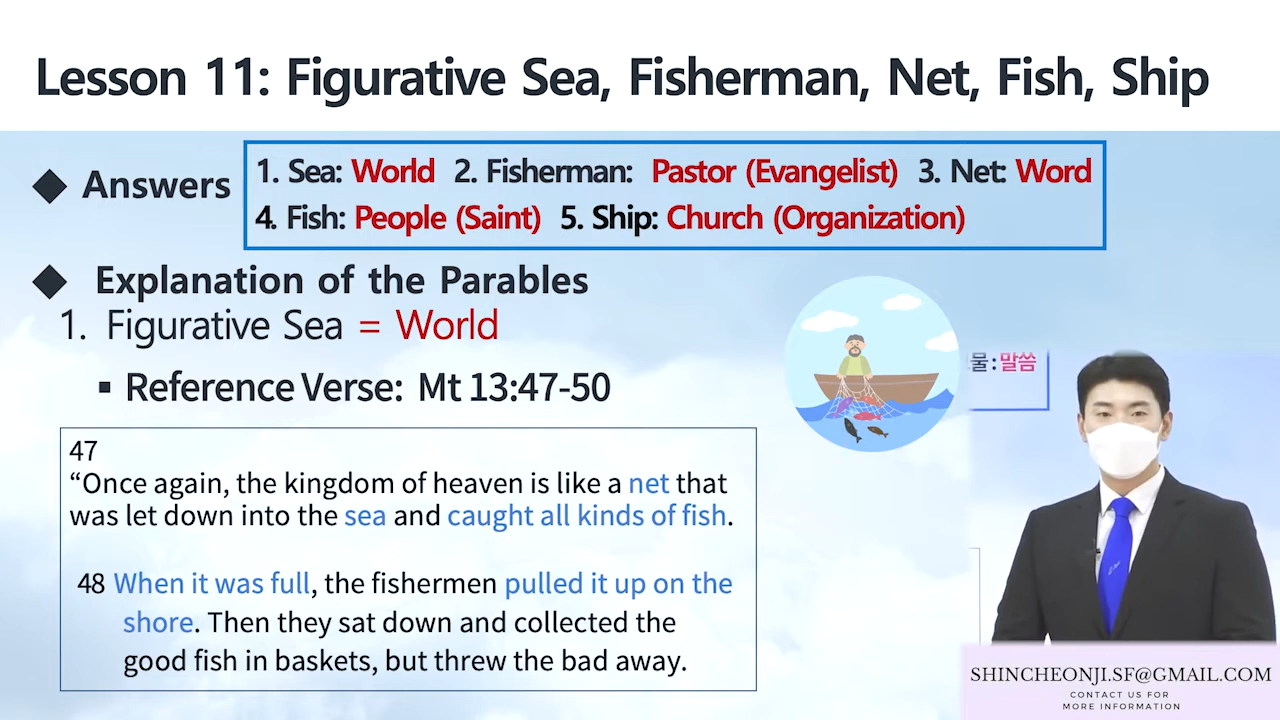 Lesson 11: Figurative Sea, Fisherman, Net, Fish, Ship
◆ Answers
1. Sea: World 2. Fisherman: Pastor (Evangelist) 3. Net: Word
4. Fish: People (Saint) 5. Ship: Church (Organization)
◆ Explanation of the Parables
1. Figurative Sea = World
▪ Reference Verse: Mt 13:47-50
47
“Once again, the kingdom of heaven is like a net that
was let down into the sea and caught all kinds of fish.
48 When it was full, the fishermen pulled it up on the
shore. Then they sat down and collected the
good fish in baskets, but threw the bad away.
물:말씀
SHINCHEONJI.SF@GMAIL.COM
CONTACT US FOR
MORE INFORMATION